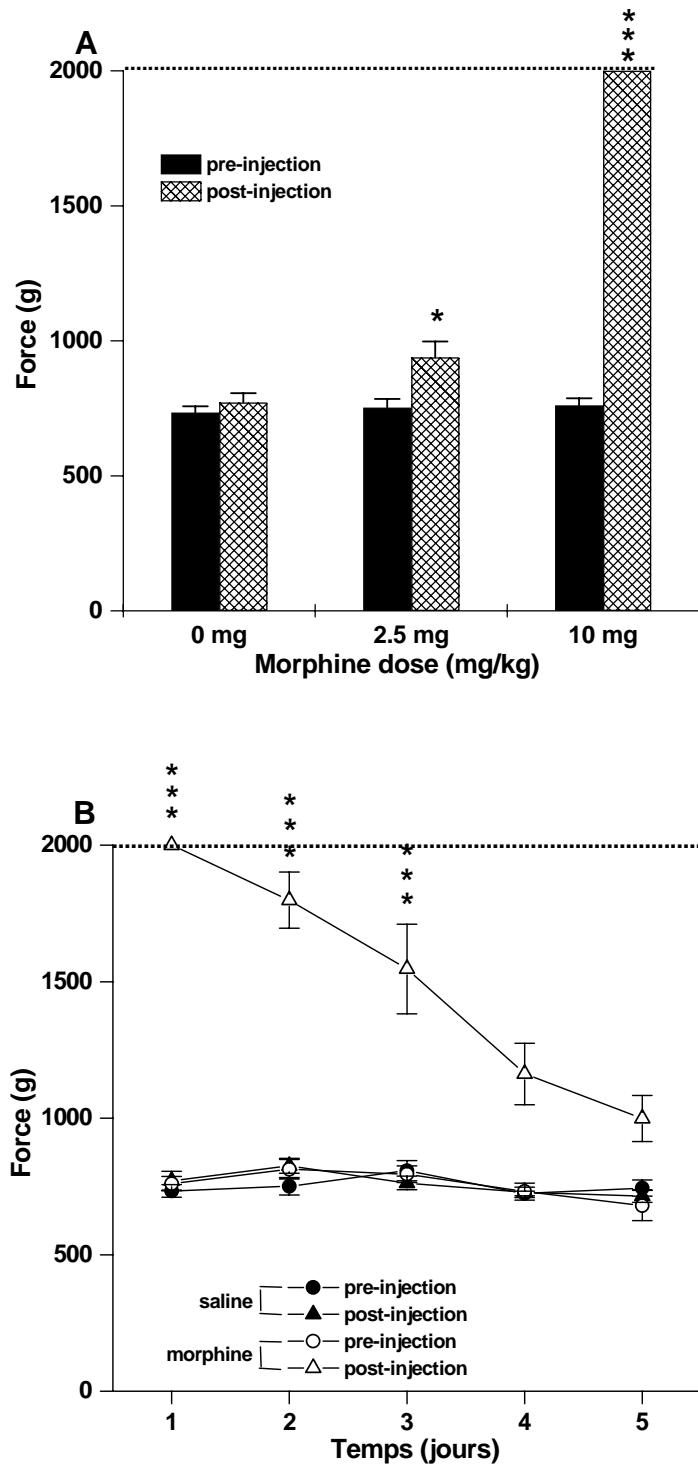 A
* * *
2000
pre-injection
post-injection
1500
*
1000
500
0
Force (g)
0 mg 2.5 mg 10 mg
Morphine dose (mg/kg)
B
* * *
* * *
* * *
2000
1500
1000
500
0
Force (g)
saline
pre-injection
post-injection
morphine
pre-injection
post-injection
1 2 3 4 5
Temps (jours)